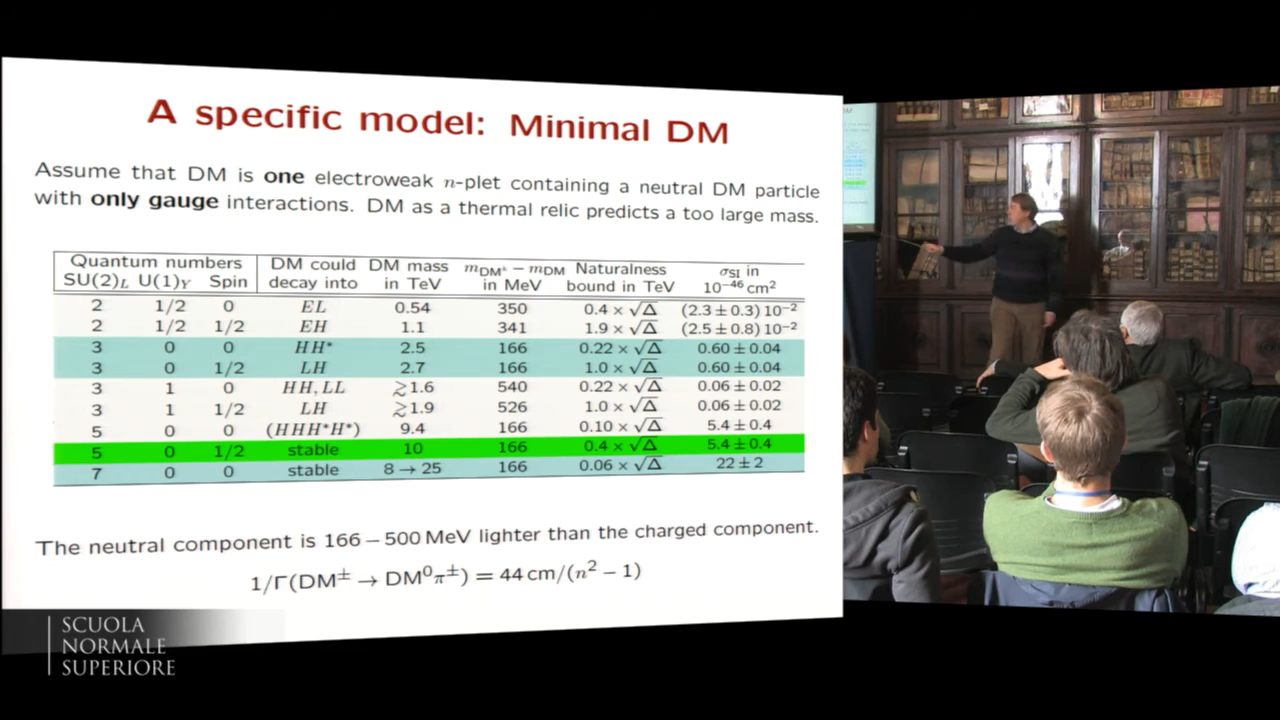 A specific model: Minimal DM
Assume that DM is one electroweak n-plet containing a neutral DM particle
with only gauge interactions. DM as a thermal relic predicts a too large mass.
Quantum numbers DM could DM mass m_DM± − m_DM Naturalness σ_SI in
SU(2)_L U(1)_Y Spin decay into in TeV in MeV bound in TeV 10⁻⁴⁶ cm²
2 1/2 0 EL 0.54 350 0.4 × √Δ (2.3 ± 0.3) 10⁻²
2 1/2 1/2 EH 1.1 341 1.9 × √Δ (2.5 ± 0.8) 10⁻²
3 0 0 HH* 2.5 166 0.22 × √Δ 0.60 ± 0.04
3 0 1/2 LH 2.7 166 1.0 × √Δ 0.60 ± 0.04
3 1 0 HH, LL ≳1.6 540 0.22 × √Δ 0.06 ± 0.02
3 1 1/2 LH ≳1.9 526 1.0 × √Δ 0.06 ± 0.02
5 0 0 (HHH*H*) 9.4 166 0.10 × √Δ 5.4 ± 0.4
5 0 1/2 stable 10 166 0.4 × √Δ 5.4 ± 0.4
7 0 0 stable 8 → 25 166 0.06 × √Δ 22 ± 2
The neutral component is 166 – 500 MeV lighter than the charged component.
1/Γ(DM± → DM⁰π±) = 44 cm/(n² − 1)
SCUOLA
NORMALE
SUPERIORE